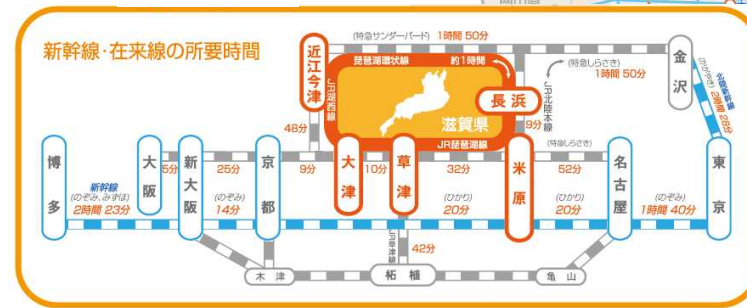 新幹線・在来線の所要時間
(特急サンダーバード) 1時間 50分
近江今津
琵琶湖環状線 約1時間
(特急しらさぎ)
1時間 50分
金沢
(かがやき)
2時間 28分
北陸新幹線
JR湖西線
長浜
JR北陸本線
滋賀県
48分
9分
JR琵琶湖線
(特急しらさぎ)
博多
大阪
新大阪
京都
大津
草津
米原
名古屋
東京
5分
25分
9分
10分
32分
52分
新幹線
(のぞみ、みずほ)
2時間 23分
(のぞみ)
14分
(ひかり)
20分
(ひかり)
20分
(のぞみ)
1時間 40分
JR草津線
42分
木津
柘植
亀山